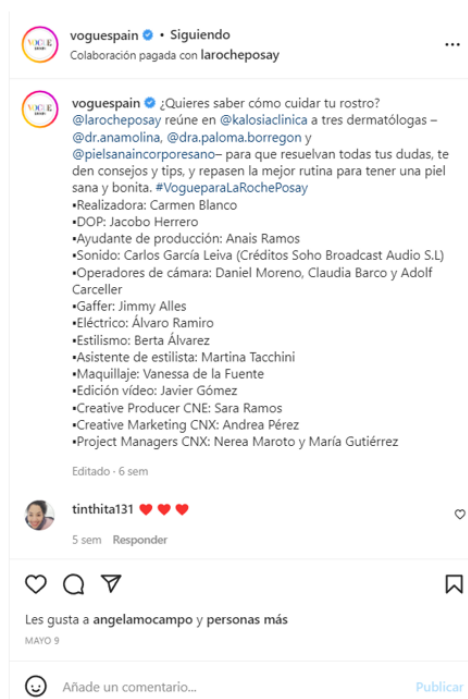 voguespain • Siguiendo
Colaboración pagada con larocheposay
voguespain ¿Quieres saber cómo cuidar tu rostro?
@larocheposay reúne en @kalosiaclinica a tres dermatólogas –
@dr.anamolina, @dra.paloma.borregon y
@pielsanaincorporesano– para que resuelvan todas tus dudas, te
den consejos y tips, y repasen la mejor rutina para tener una piel
sana y bonita. #VogueparaLaRochePosay
▪Realizadora: Carmen Blanco
▪DOP: Jacobo Herrero
▪Ayudante de producción: Anais Ramos
▪Sonido: Carlos García Leiva (Créditos Soho Broadcast Audio S.L)
▪Operadores de cámara: Daniel Moreno, Claudia Barco y Adolf
Carceller
▪Gaffer: Jimmy Alles
▪Eléctrico: Álvaro Ramiro
▪Estilismo: Berta Álvarez
▪Asistente de estilista: Martina Tacchini
▪Maquillaje: Vanessa de la Fuente
▪Edición vídeo: Javier Gómez
▪Creative Producer CNE: Sara Ramos
▪Creative Marketing CNX: Andrea Pérez
▪Project Managers CNX: Nerea Maroto y María Gutiérrez
Editado · 6 sem
tinthita131 ♥️♥️♥️
5 sem Responder
Les gusta a angelamocampo y personas más
MAYO 9
Añade un comentario... Publicar